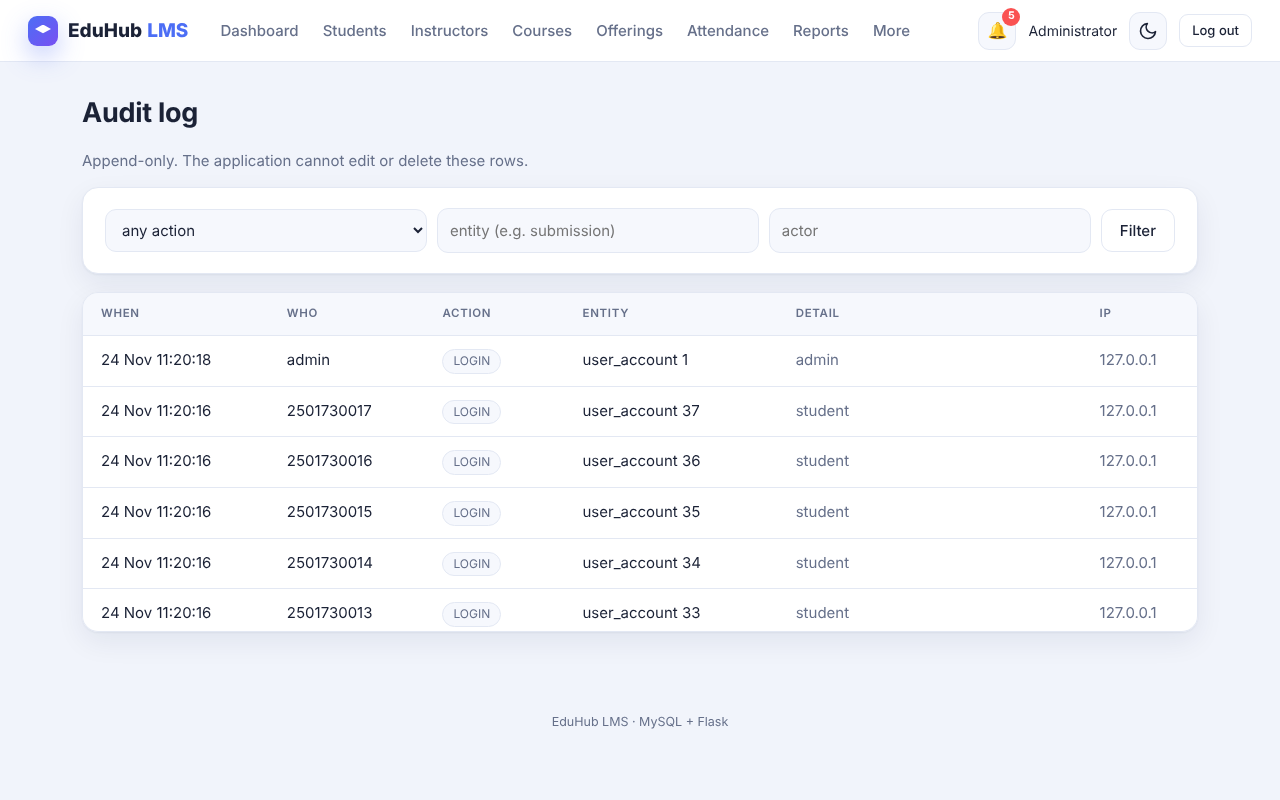 EduHub LMS Dashboard Students Instructors Courses Offerings Attendance Reports More 5 Administrator Log out
Audit log
Append-only. The application cannot edit or delete these rows.
any action entity (e.g. submission) actor Filter
WHEN WHO ACTION ENTITY DETAIL IP
24 Nov 11:20:18 admin LOGIN user_account 1 admin 127.0.0.1
24 Nov 11:20:16 2501730017 LOGIN user_account 37 student 127.0.0.1
24 Nov 11:20:16 2501730016 LOGIN user_account 36 student 127.0.0.1
24 Nov 11:20:16 2501730015 LOGIN user_account 35 student 127.0.0.1
24 Nov 11:20:16 2501730014 LOGIN user_account 34 student 127.0.0.1
24 Nov 11:20:16 2501730013 LOGIN user_account 33 student 127.0.0.1
EduHub LMS · MySQL + Flask